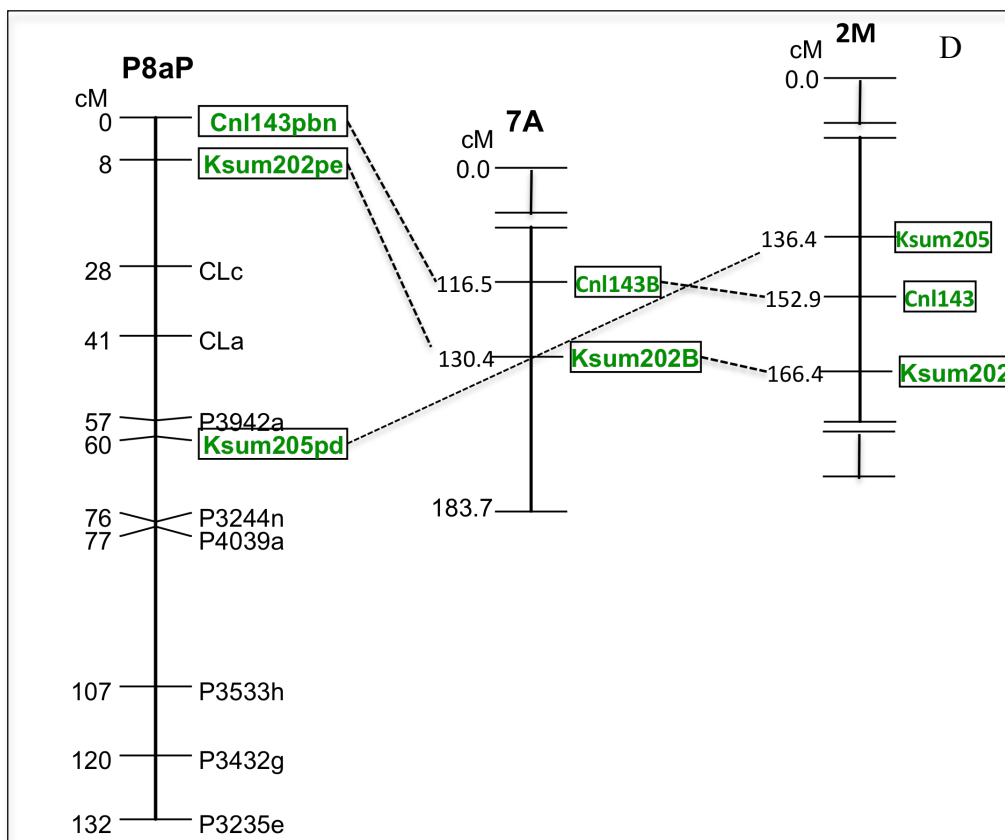 P8aP
cM
0 Cnl143pbn
8 Ksum202pe
28 CLc
41 CLa
57 P3942a
60 Ksum205pd
76 P3244n
77 P4039a
107 P3533h
120 P3432g
132 P3235e
7A
cM
0.0
116.5 Cnl143B
130.4 Ksum202B
183.7
2M
cM
0.0
136.4 Ksum205
152.9 Cnl143
166.4 Ksum202
D